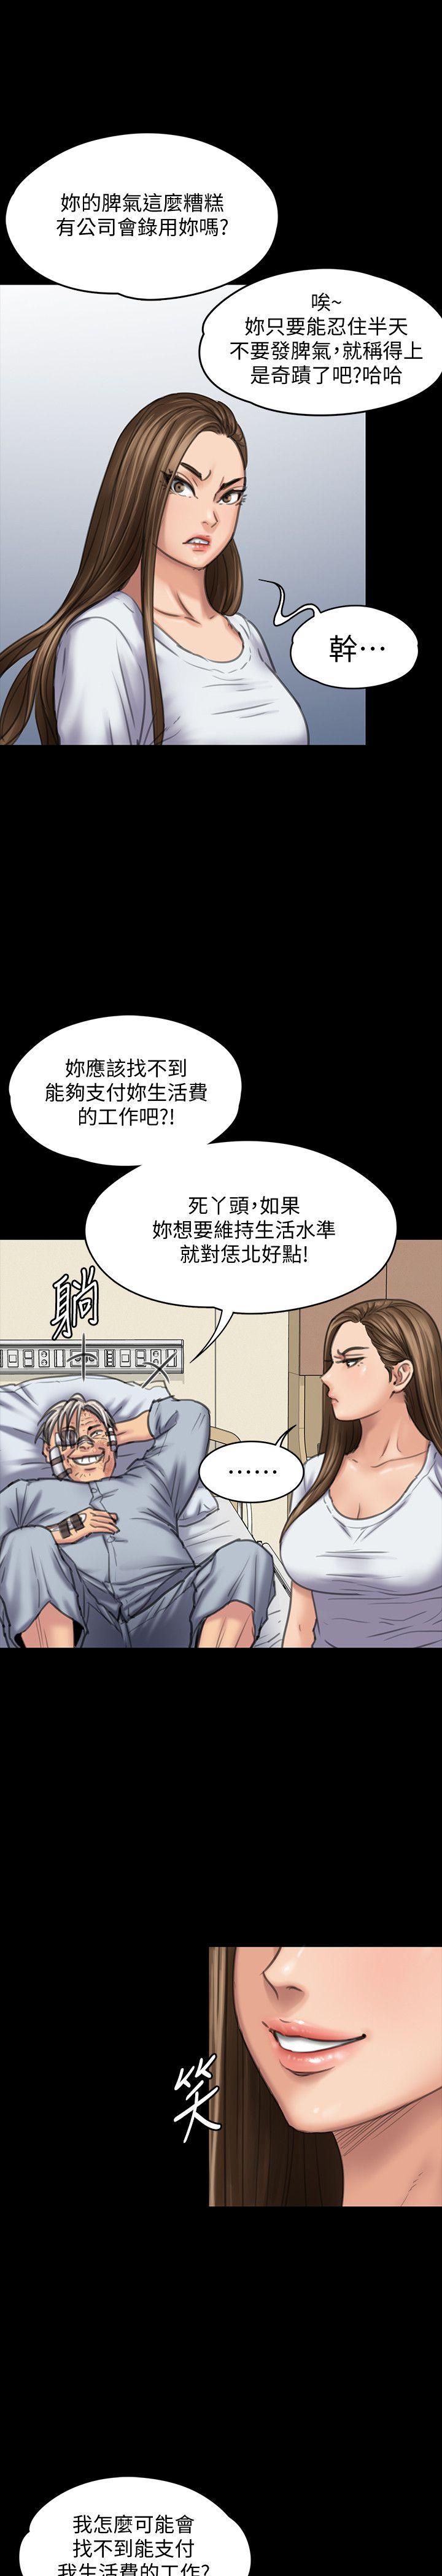 妳的脾氣這麼糟糕
有公司會錄用妳嗎?
唉~
妳只要能忍住半天
不要發脾氣,就稱得上
是奇蹟了吧?哈哈
幹…
妳應該找不到
能夠支付妳生活費
的工作吧?!
死丫頭,如果
妳想要維持生活水準
就對恁北好點!
躺
……
笑
我怎麼可能會
找不到能支付
我生活費的工作?